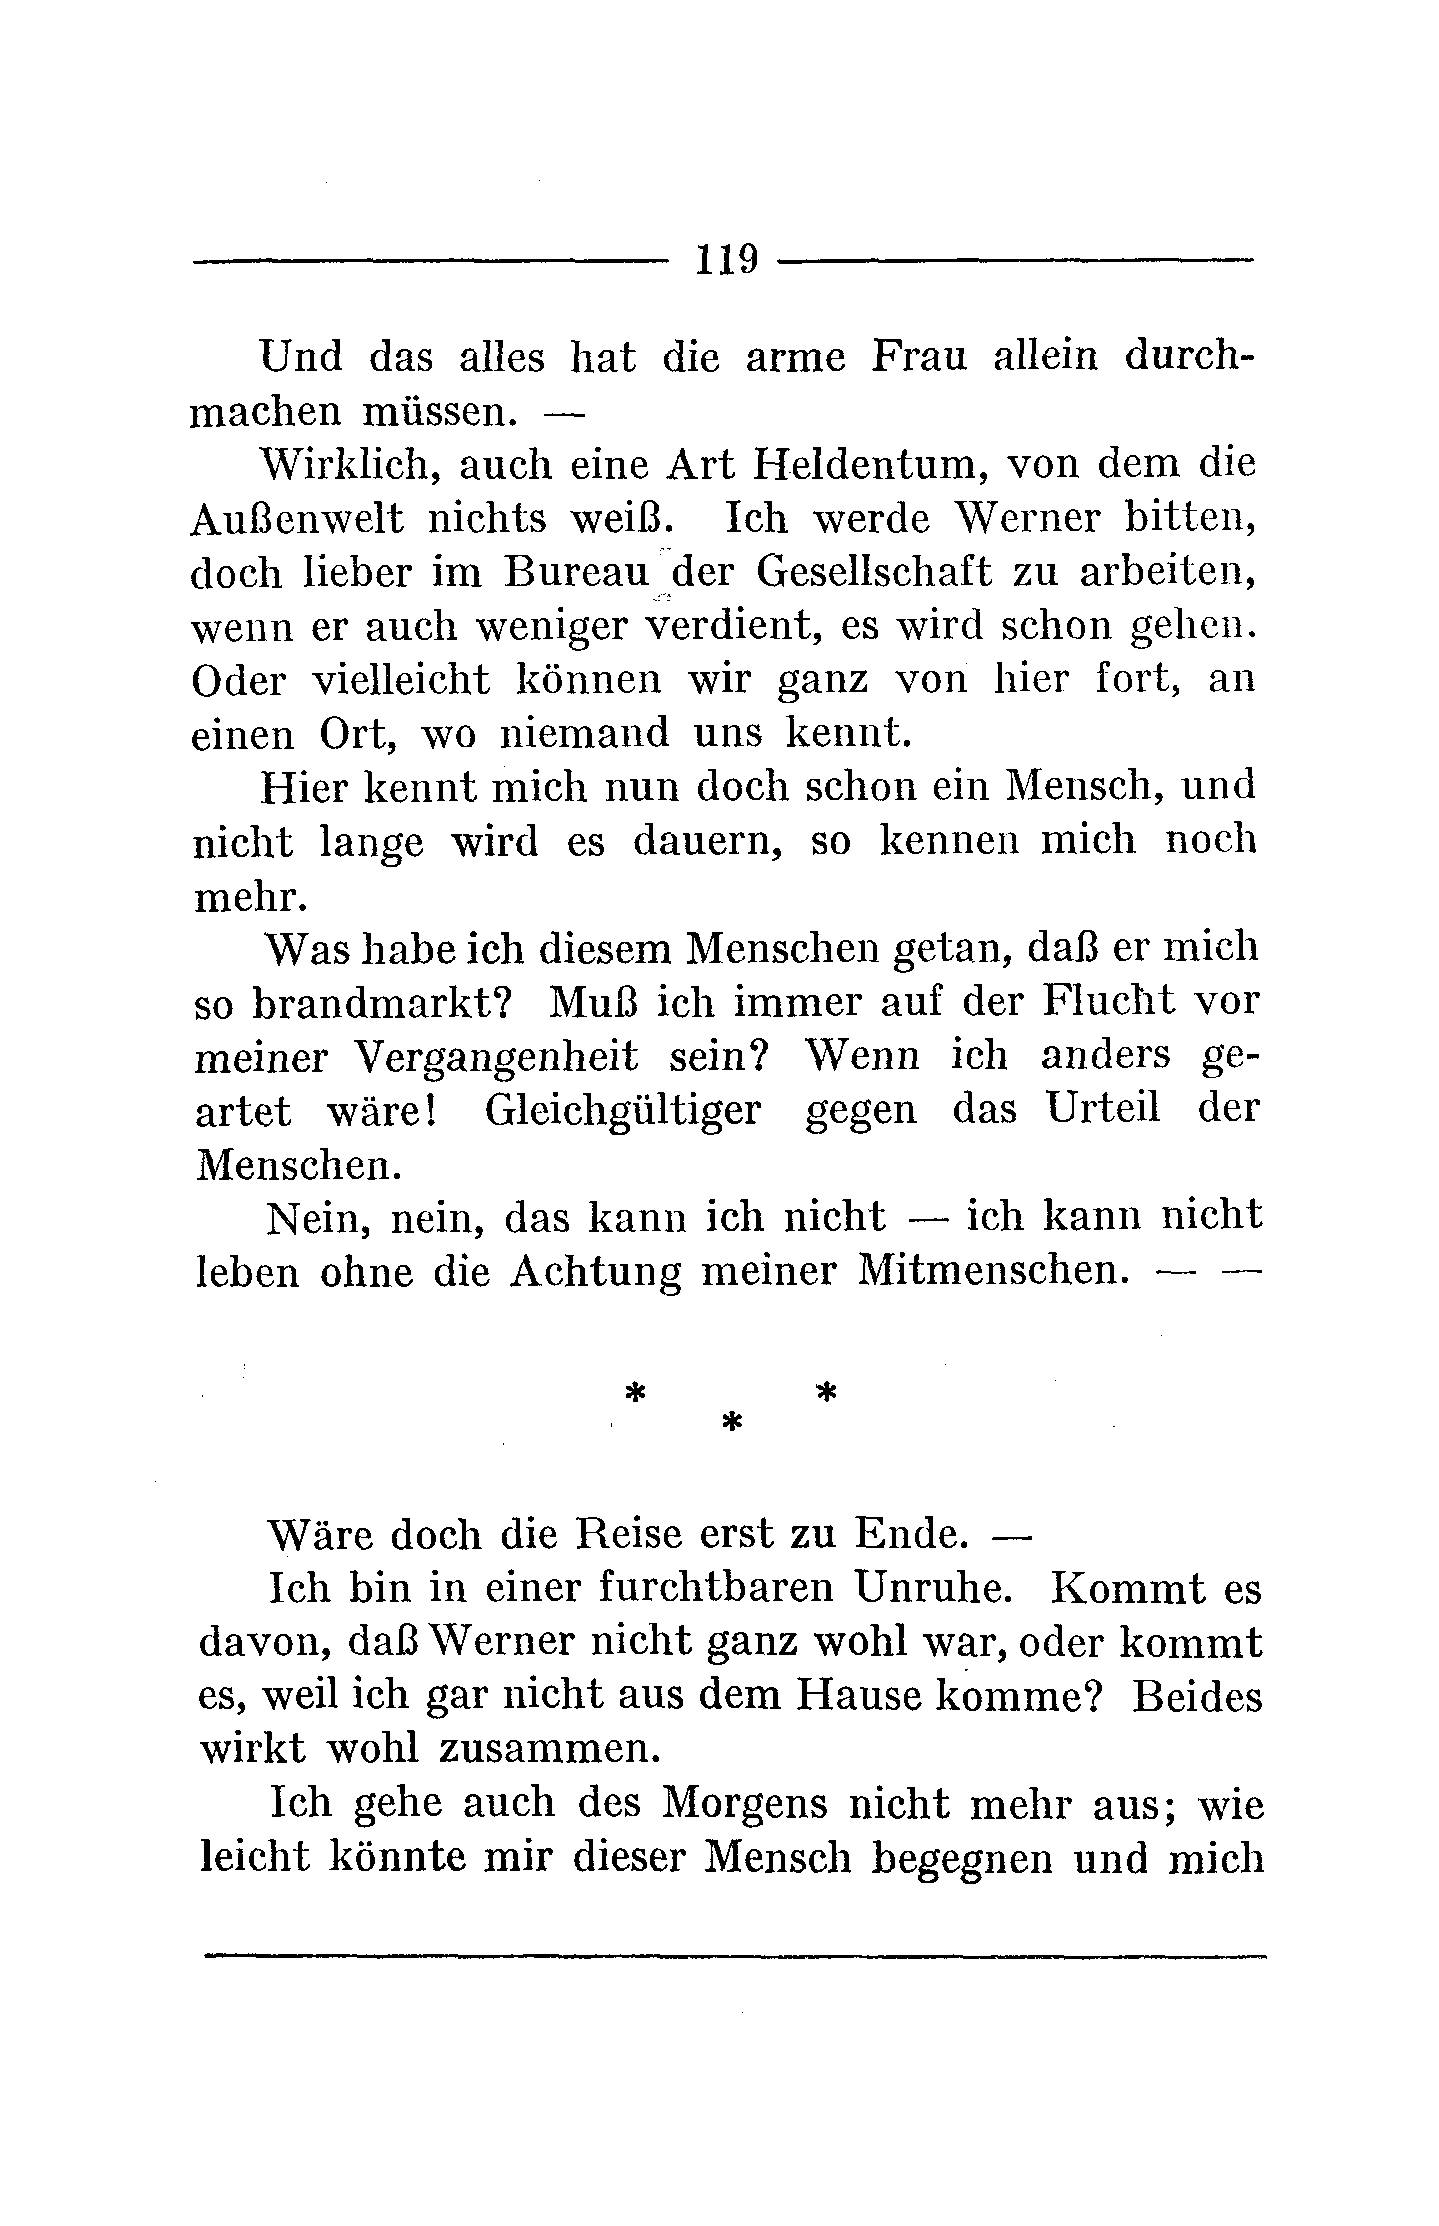 119
Und das alles hat die arme Frau allein durch-
machen müssen. —
Wirklich, auch eine Art Heldentum, von dem die
Außenwelt nichts weiß. Ich werde Werner bitten,
doch lieber im Bureau der Gesellschaft zu arbeiten,
wenn er auch weniger verdient, es wird schon gehen.
Oder vielleicht können wir ganz von hier fort, an
einen Ort, wo niemand uns kennt.
Hier kennt mich nun doch schon ein Mensch, und
nicht lange wird es dauern, so kennen mich noch
mehr.
Was habe ich diesem Menschen getan, daß er mich
so brandmarkt? Muß ich immer auf der Flucht vor
meiner Vergangenheit sein? Wenn ich anders ge-
artet wäre! Gleichgültiger gegen das Urteil der
Menschen.
Nein, nein, das kann ich nicht — ich kann nicht
leben ohne die Achtung meiner Mitmenschen. — —
* *
*
Wäre doch die Reise erst zu Ende. —
Ich bin in einer furchtbaren Unruhe. Kommt es
davon, daß Werner nicht ganz wohl war, oder kommt
es, weil ich gar nicht aus dem Hause komme? Beides
wirkt wohl zusammen.
Ich gehe auch des Morgens nicht mehr aus; wie
leicht könnte mir dieser Mensch begegnen und mich